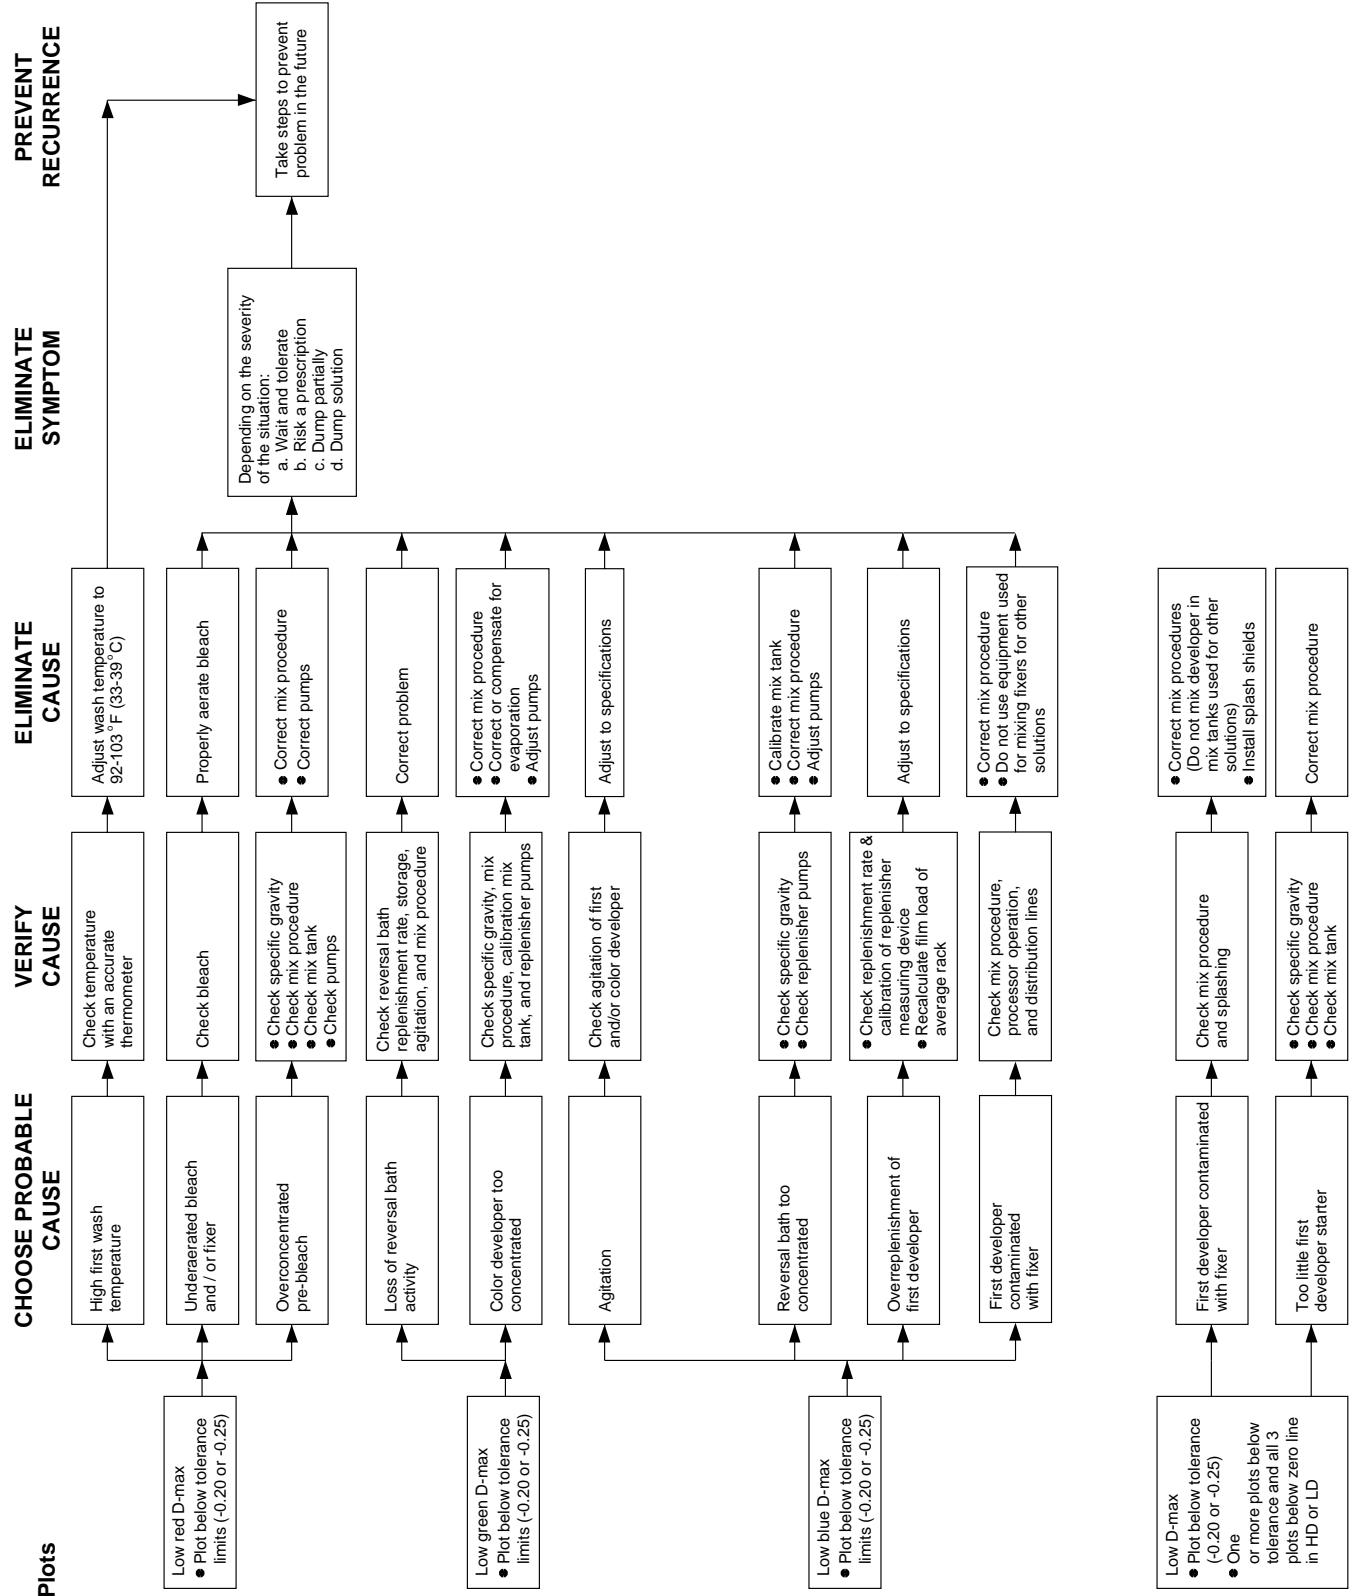 Plots
CHOOSE PROBABLE
CAUSE
VERIFY
CAUSE
ELIMINATE
CAUSE
ELIMINATE
SYMPTOM
PREVENT
RECURRENCE
Low red D-max
● Plot below tolerance
limits (-0.20 or -0.25)
High first wash
temperature
Check temperature
with an accurate
thermometer
Adjust wash temperature to
92-103°F (33-39°C)
Underaerated bleach
and / or fixer
Check bleach
Properly aerate bleach
Overconcentrated
pre-bleach
● Check specific gravity
● Check mix procedure
● Check mix tank
● Check pumps
● Correct mix procedure
● Correct pumps
Depending on the severity
of the situation:
a. Wait and tolerate
b. Risk a prescription
c. Dump partially
d. Dump solution
Take steps to prevent
problem in the future
Low green D-max
● Plot below tolerance
limits (-0.20 or -0.25)
Loss of reversal bath
activity
Check reversal bath
replenishment rate, storage,
agitation, and mix procedure
Correct problem
Color developer too
concentrated
Check specific gravity, mix
procedure, calibration mix
tank, and replenisher pumps
● Correct mix procedure
● Correct or compensate for
evaporation
● Adjust pumps
Low blue D-max
● Plot below tolerance
limits (-0.20 or -0.25)
Agitation
Check agitation of first
and/or color developer
Adjust to specifications
Reversal bath too
concentrated
● Check specific gravity
● Check replenisher pumps
● Calibrate mix tank
● Correct mix procedure
● Adjust pumps
Overreplenishment of
first developer
● Check replenishment rate &
calibration of replenisher
measuring device
● Recalculate film load of
average rack
Adjust to specifications
First developer
contaminated
with fixer
Check mix procedure,
processor operation,
and distribution lines
● Correct mix procedure
● Do not use equipment used
for mixing fixers for other
solutions
Low D-max
● Plot below tolerance
(-0.20 or -0.25)
● One
or more plots below
tolerance and all 3
plots below zero line
in HD or LD
First developer contaminated
with fixer
Check mix procedure
and splashing
● Correct mix procedures
(Do not mix developer in
mix tanks used for other
solutions)
● Install splash shields
Too little first
developer starter
● Check specific gravity
● Check mix procedure
● Check mix tank
Correct mix procedure